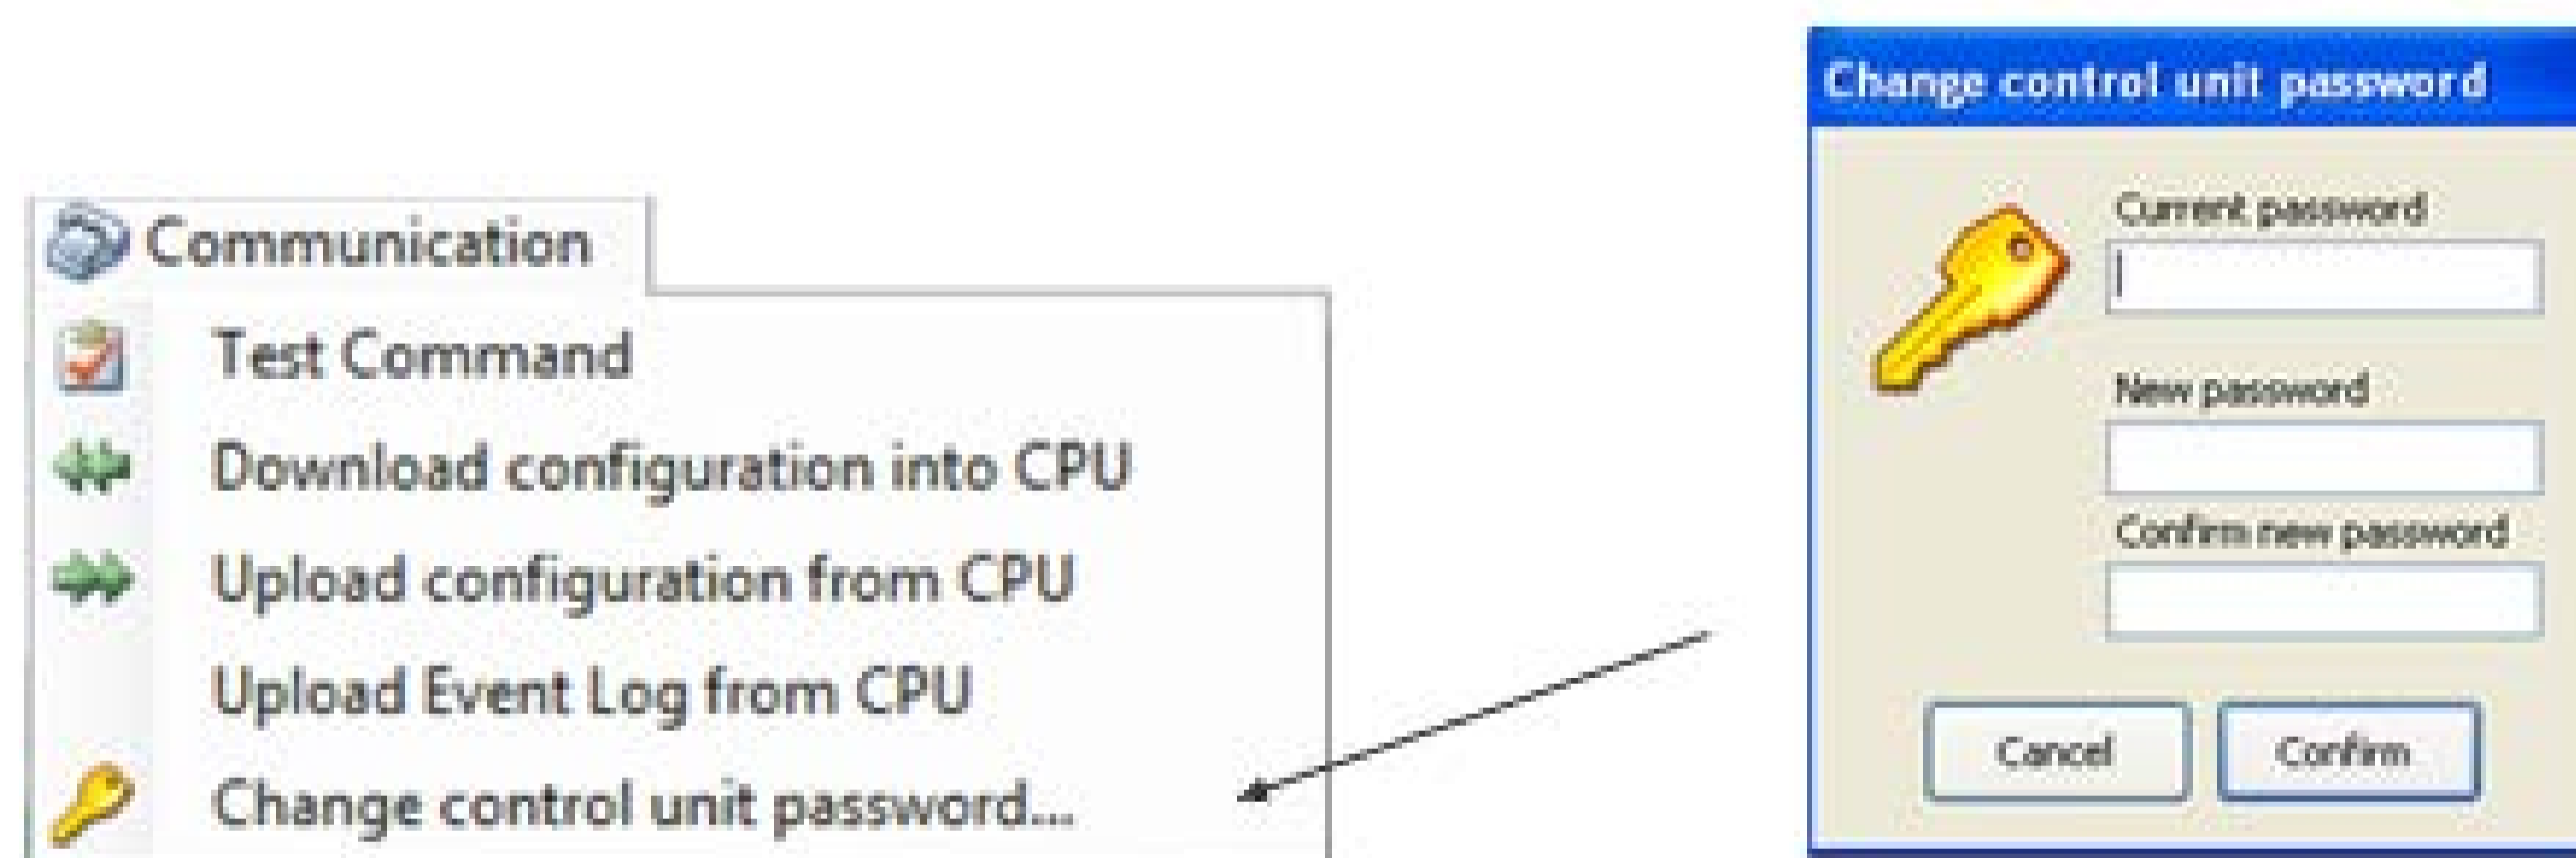 Communication
Test Command
Download configuration into CPU
Upload configuration from CPU
Upload Event Log from CPU
Change control unit password...
Change control unit password
Current password
New password
Confirm new password
Cancel
Confirm